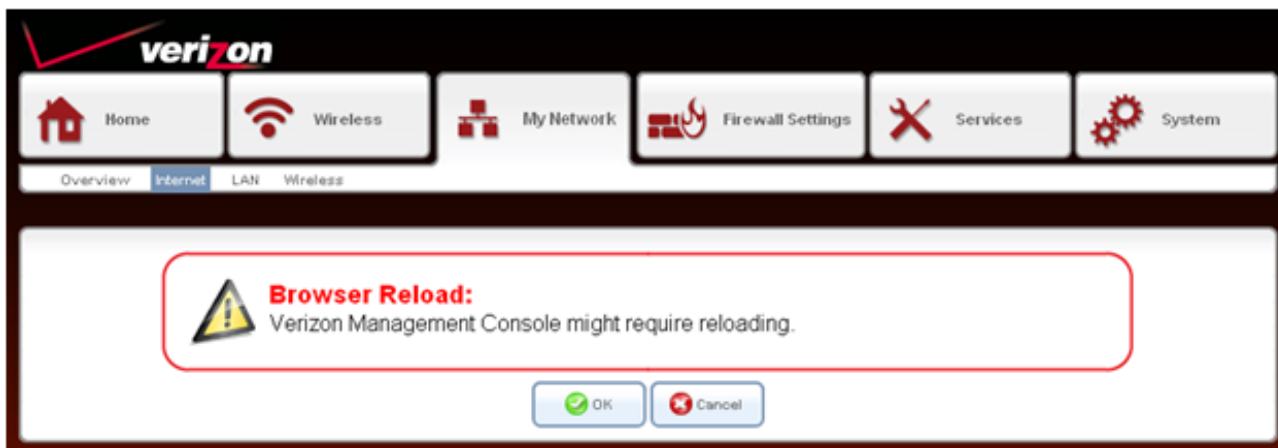 verizon
Home Wireless My Network Firewall Settings Services System
Overview Internet LAN Wireless
Browser Reload:
Verizon Management Console might require reloading.
OK Cancel